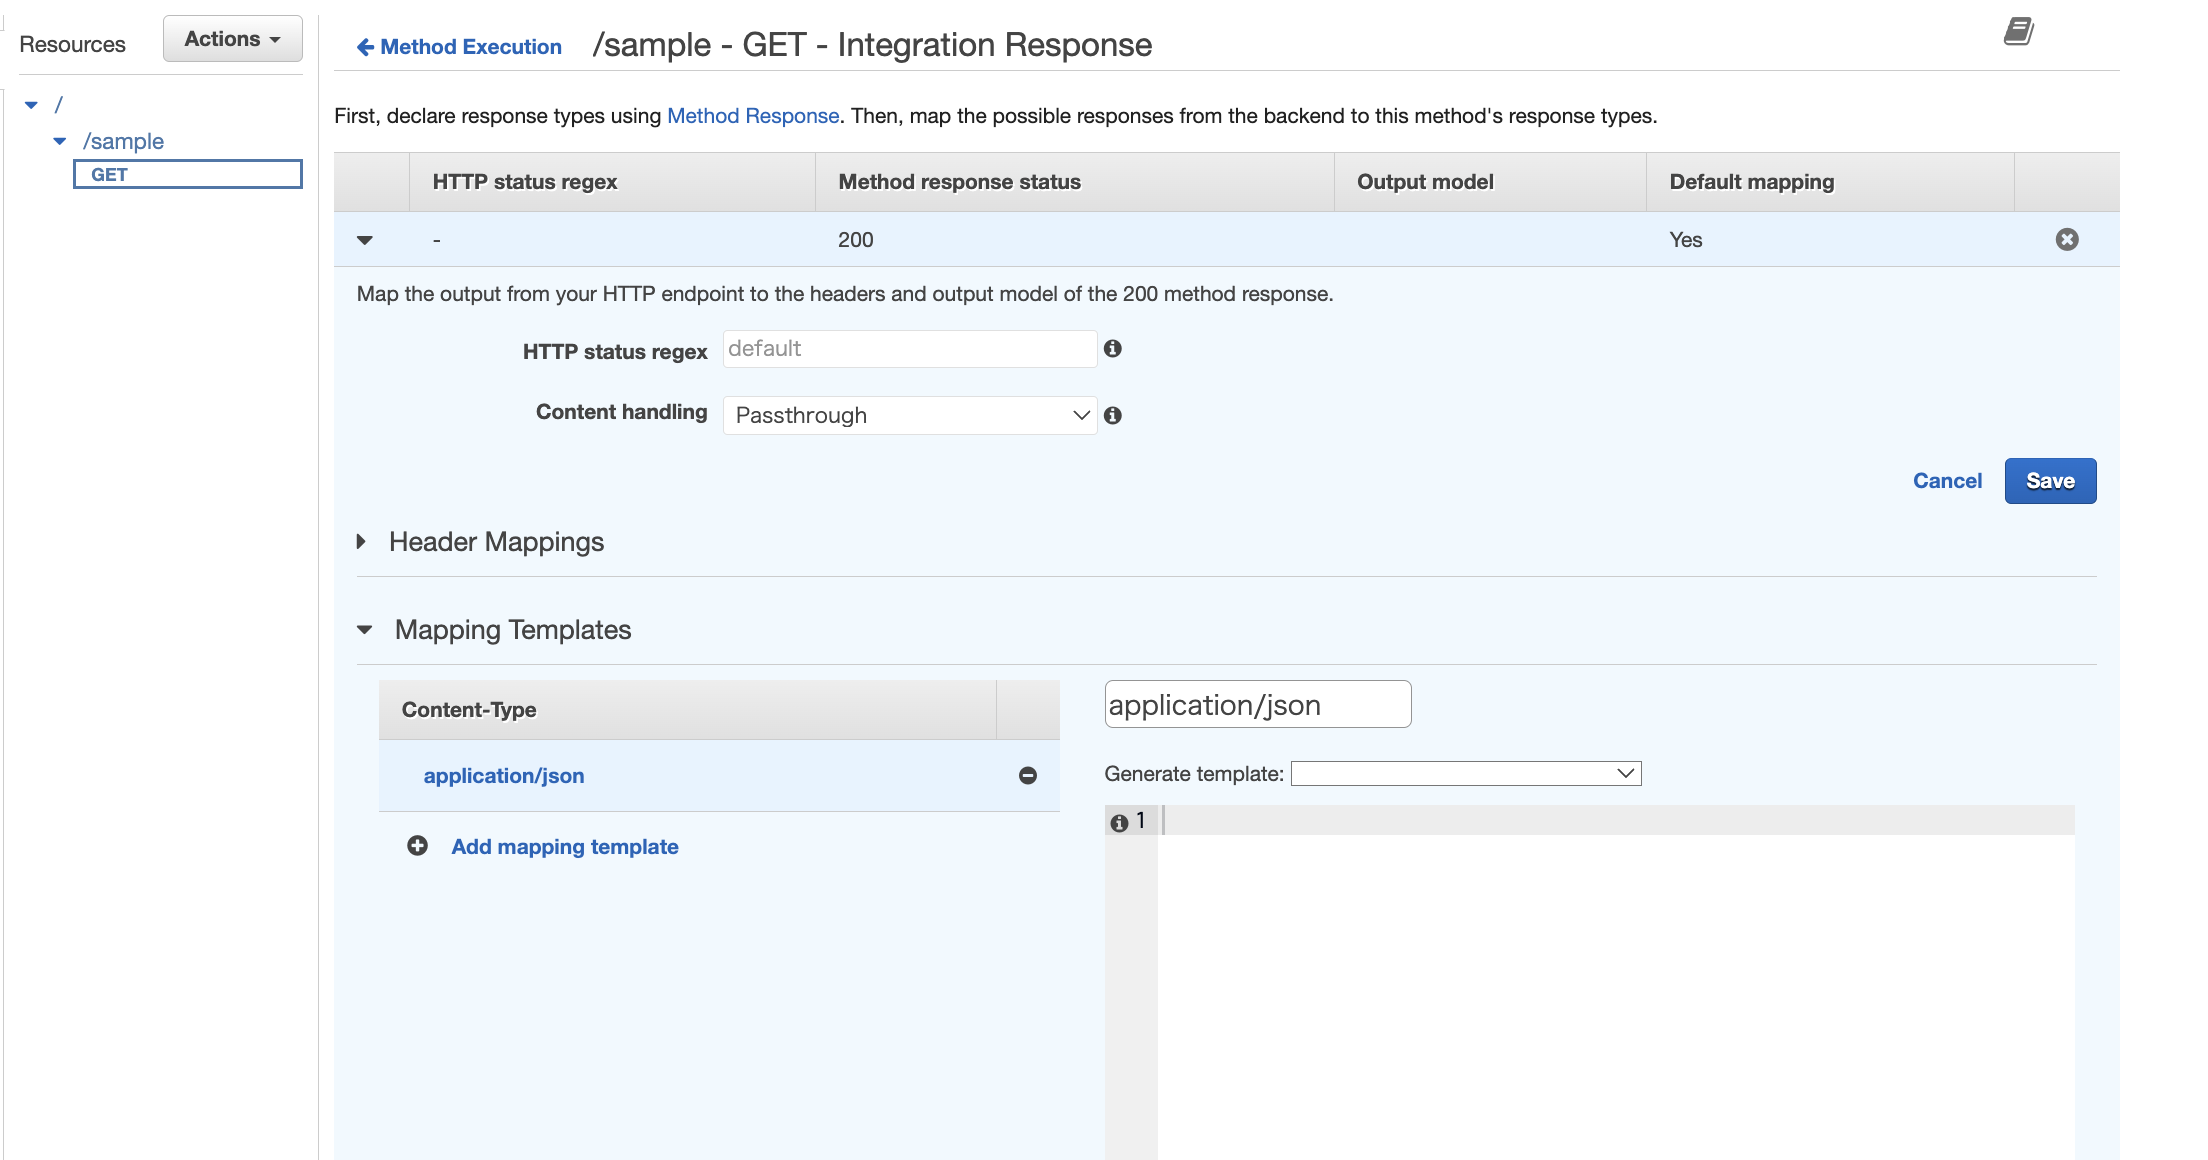 Resources
Actions
/
/sample
GET
Method Execution
/sample - GET - Integration Response
First, declare response types using Method Response. Then, map the possible responses from the backend to this method's response types.
HTTP status regex Method response status Output model Default mapping
- 200 Yes
Map the output from your HTTP endpoint to the headers and output model of the 200 method response.
HTTP status regex default
Content handling Passthrough
Cancel Save
Header Mappings
Mapping Templates
Content-Type
application/json
Add mapping template
application/json
Generate template:
1